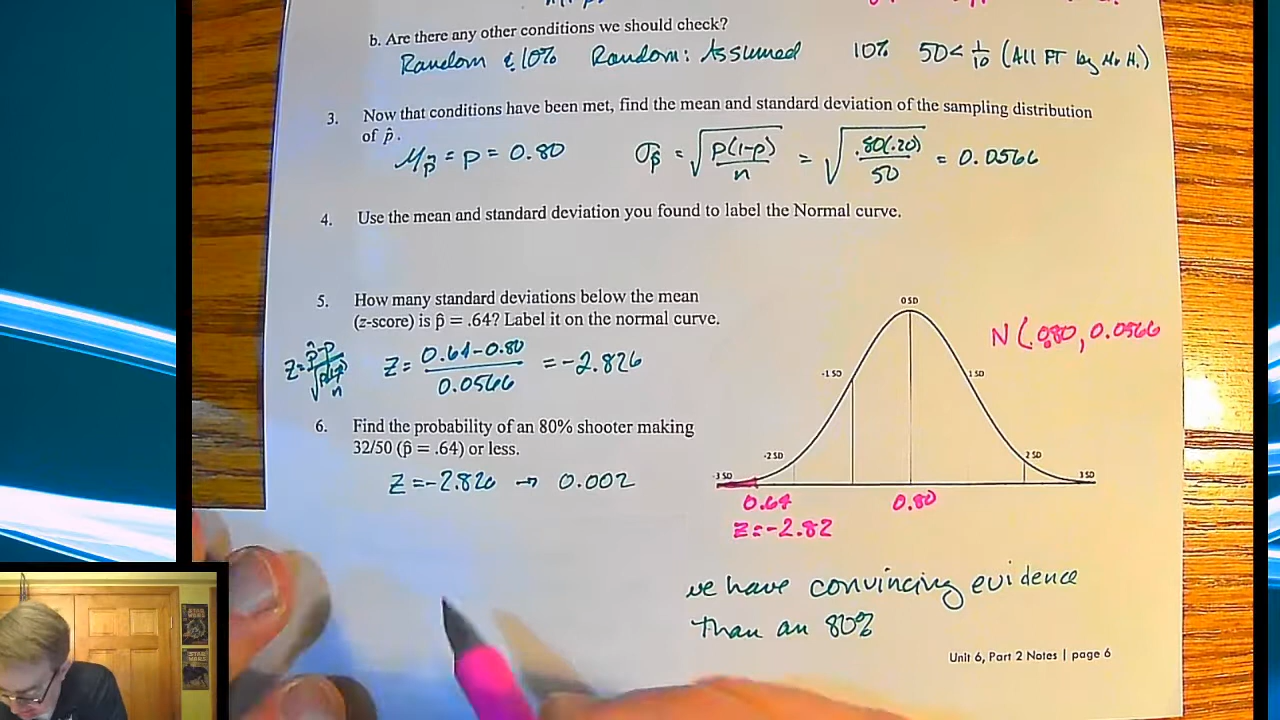 b. Are there any other conditions we should check?
Random & 10% Random: Assumed 10% 50 < 1/10 (All FT by Mr H.)
3. Now that conditions have been met, find the mean and standard deviation of the sampling distribution
of p̂.
μp̂ = p = 0.80 σp̂ = √(p(1-p)/n) = √(.80(.20)/50) = 0.0566
4. Use the mean and standard deviation you found to label the Normal curve.
5. How many standard deviations below the mean
(z-score) is p̂ = .64? Label it on the normal curve.
z = (p̂-p)/√(p(1-p)/n) z = (0.64-0.80)/0.0566 = -2.826
6. Find the probability of an 80% shooter making
32/50 (p̂ = .64) or less.
z = -2.826 → 0.002
0 SD
N(0.80, 0.0566
-1 SD 1 SD
-2 SD 2 SD
-3 SD 3 SD
0.64 0.80
z = -2.82
we have convincing evidence
than an 80%
Unit 6, Part 2 Notes | page 6
STAR WARS
STAR WARS